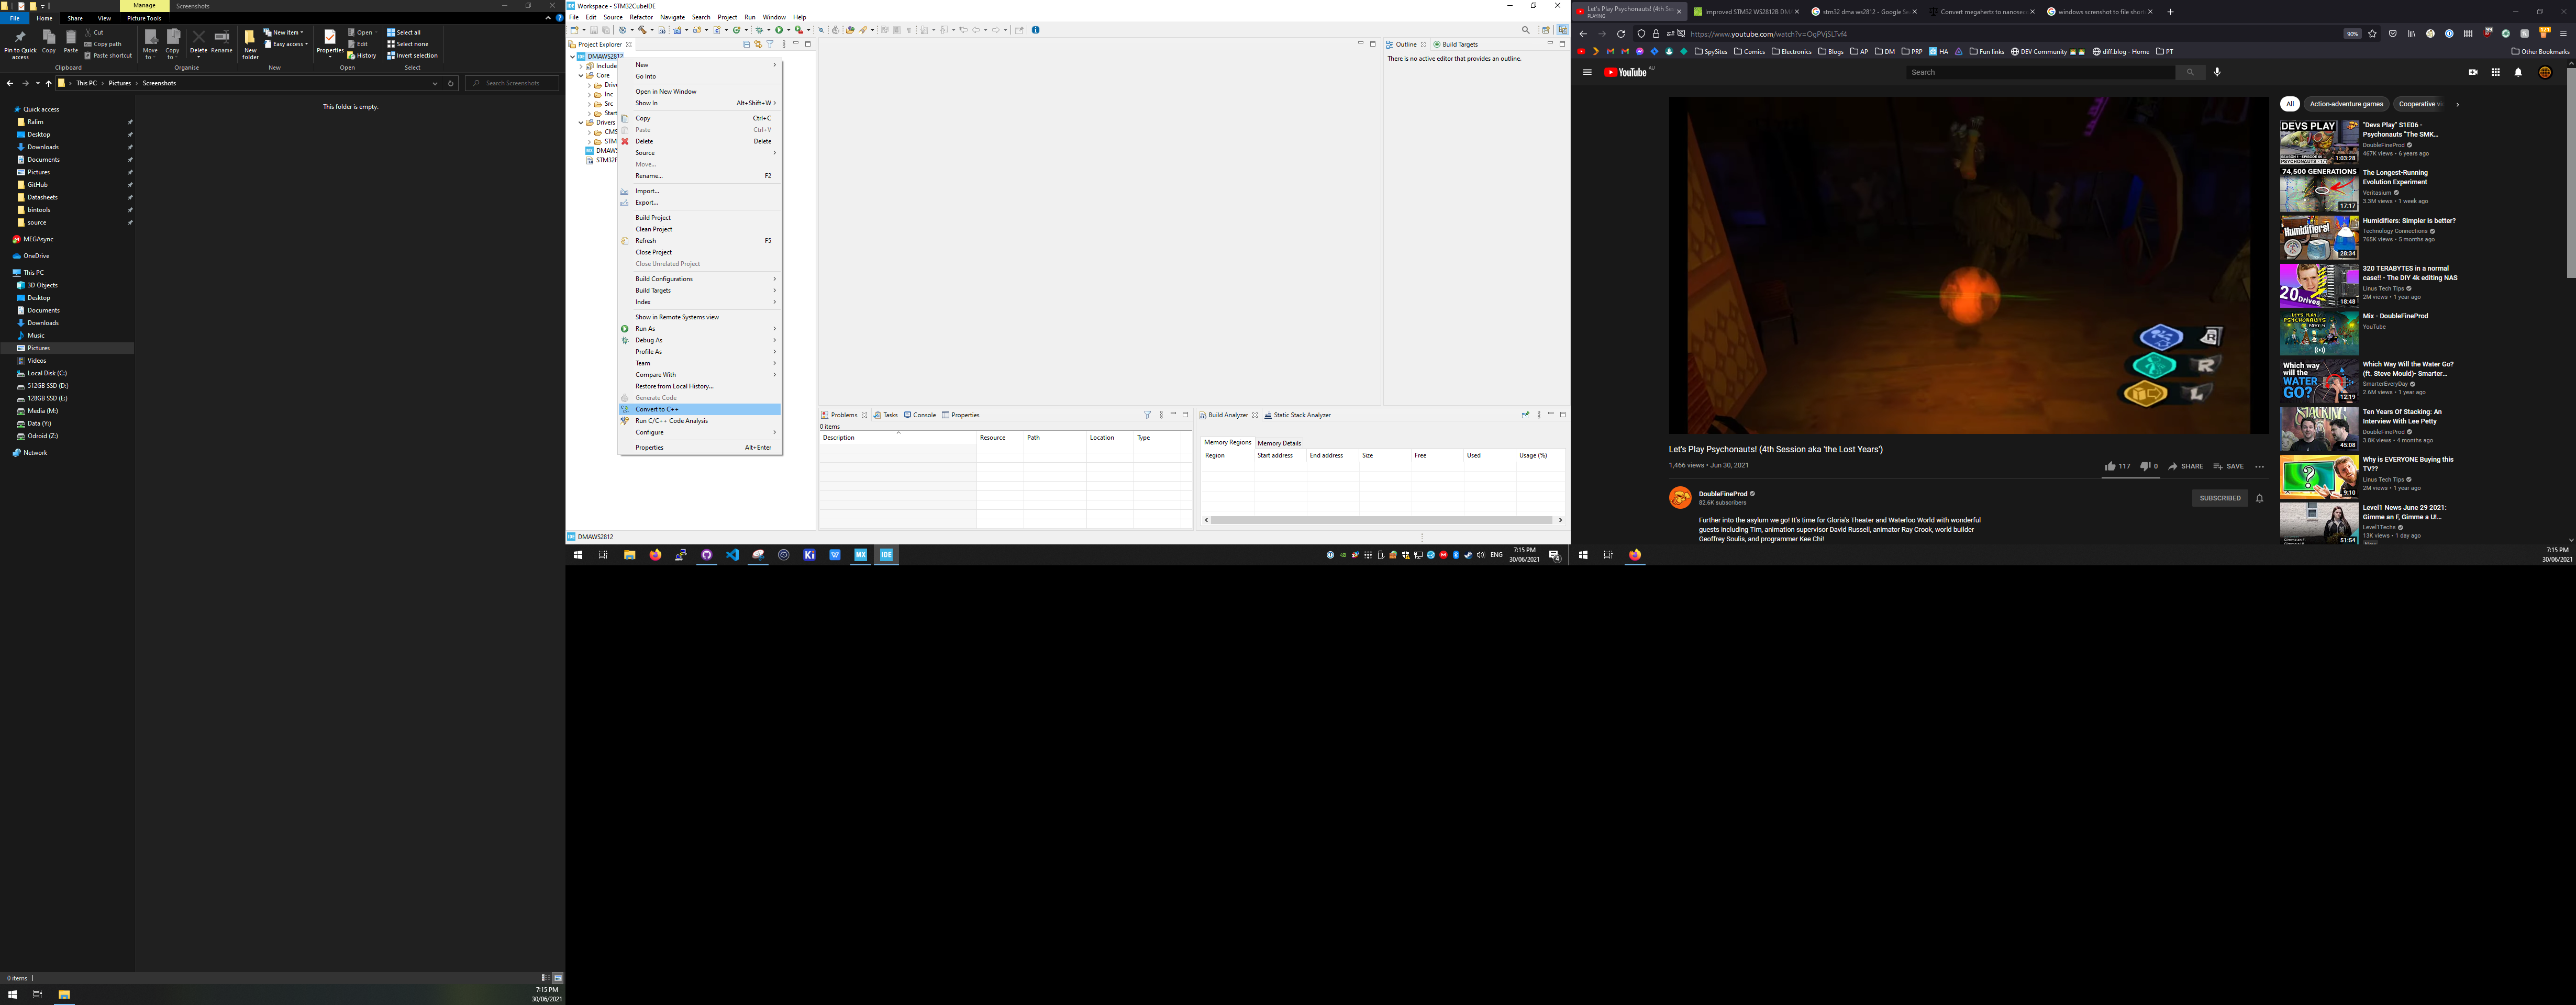 Manage
Screenshots
File
Home
Share
View
Picture Tools
Pin to Quick access
Copy
Paste
Cut
Copy path
Paste shortcut
Clipboard
Move to
Copy to
Delete
Rename
Organise
New folder
New item
Easy access
New
Properties
Open
Edit
History
Open
Select all
Select none
Invert selection
Select
This PC
Pictures
Screenshots
Search Screenshots
This folder is empty.
Quick access
Ralim
Desktop
Downloads
Documents
Pictures
GitHub
Datasheets
bintools
source
MEGAsync
OneDrive
This PC
3D Objects
Desktop
Documents
Downloads
Music
Pictures
Videos
Local Disk (C:)
512GB SSD (D:)
128GB SSD (E:)
Media (M:)
Data (Y:)
Odroid (Z:)
Network
0 items
7:15 PM
30/06/2021
Workspace - STM32CubeIDE
File Edit Source Refactor Navigate Search Project Run Window Help
Project Explorer
DMAWS2812
Include
Core
Drive
Inc
Src
Start
Drivers
CMS
STM
DMAWS
STM32F
New
Go Into
Open in New Window
Show In Alt+Shift+W
Copy Ctrl+C
Paste Ctrl+V
Delete Delete
Source
Move...
Rename... F2
Import...
Export...
Build Project
Clean Project
Refresh F5
Close Project
Close Unrelated Project
Build Configurations
Build Targets
Index
Show in Remote Systems view
Run As
Debug As
Profile As
Team
Compare With
Restore from Local History...
Generate Code
Convert to C++
Run C/C++ Code Analysis
Configure
Properties Alt+Enter
Outline
Build Targets
There is no active editor that provides an outline.
Problems Tasks Console Properties
0 items
Description Resource Path Location Type
Build Analyzer Static Stack Analyzer
Memory Regions Memory Details
Region Start address End address Size Free Used Usage (%)
DMAWS2812
ENG
7:15 PM
30/06/2021
Let's Play Psychonauts! (4th Se
PLAYING
Improved STM32 WS2812B DM
stm32 dma ws2812 - Google Se
Convert megahertz to nanosec
windows screnshot to file short
https://www.youtube.com/watch?v=OgPVjSLTvf4
90%
SpySites
Comics
Electronics
Blogs
AP
DM
PRP
HA
Fun links
DEV Community
diff.blog - Home
PT
Other Bookmarks
YouTube AU
Search
All
Action-adventure games
Cooperative vi
R
R
L
Let's Play Psychonauts! (4th Session aka 'the Lost Years')
1,466 views • Jun 30, 2021
117
0
SHARE
SAVE
DoubleFineProd
82.6K subscribers
SUBSCRIBED
Further into the asylum we go! It's time for Gloria's Theater and Waterloo World with wonderful
guests including Tim, animation supervisor David Russell, animator Ray Crook, world builder
Geoffrey Soulis, and programmer Kee Chi!
DEVS PLAY
1:03:28
"Devs Play" S1E06 -
Psychonauts "The SMK...
DoubleFineProd
467K views • 6 years ago
74,500 GENERATIONS
17:17
The Longest-Running
Evolution Experiment
Veritasium
3.3M views • 1 week ago
Humidifiers!
28:34
Humidifiers: Simpler is better?
Technology Connections
765K views • 5 months ago
20 Drives
18:48
320 TERABYTES in a normal
case!! - The DIY 4k editing NAS
Linus Tech Tips
2M views • 1 year ago
Mix - DoubleFineProd
YouTube
Which way
will the
WATER
GO?
12:19
Which Way Will the Water Go?
(ft. Steve Mould)- Smarter...
SmarterEveryDay
2.6M views • 1 year ago
STACKING
45:08
Ten Years Of Stacking: An
Interview With Lee Petty
DoubleFineProd
3.8K views • 4 months ago
9:10
Why is EVERYONE Buying this
TV??
Linus Tech Tips
2M views • 1 year ago
51:54
Level1 News June 29 2021:
Gimme an F, Gimme a U!...
Level1Techs
13K views • 1 day ago
7:15 PM
30/06/2021